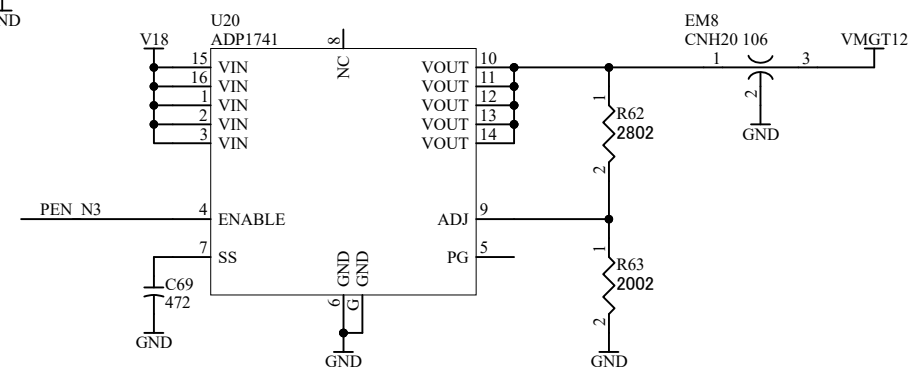 GND
U20
ADP1741
V18
15 VIN
16 VIN
1 VIN
2 VIN
3 VIN
4 ENABLE
7 SS
8 NC
VOUT 10
VOUT 11
VOUT 12
VOUT 13
VOUT 14
ADJ 9
PG 5
GND 6
GND G
GND
PEN_N3
C69
472
GND
EM8
CNH20 106
1
3
2
GND
VMGT12
1
R62
2802
2
1
R63
2002
2
GND